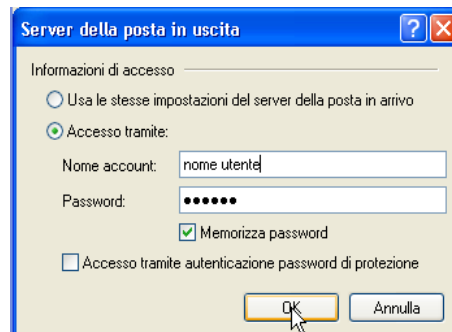 Server della posta in uscita
Informazioni di accesso
Usa le stesse impostazioni del server della posta in arrivo
Accesso tramite:
Nome account: nome utente
Password: ●●●●●●
Memorizza password
Accesso tramite autenticazione password di protezione
OK Annulla